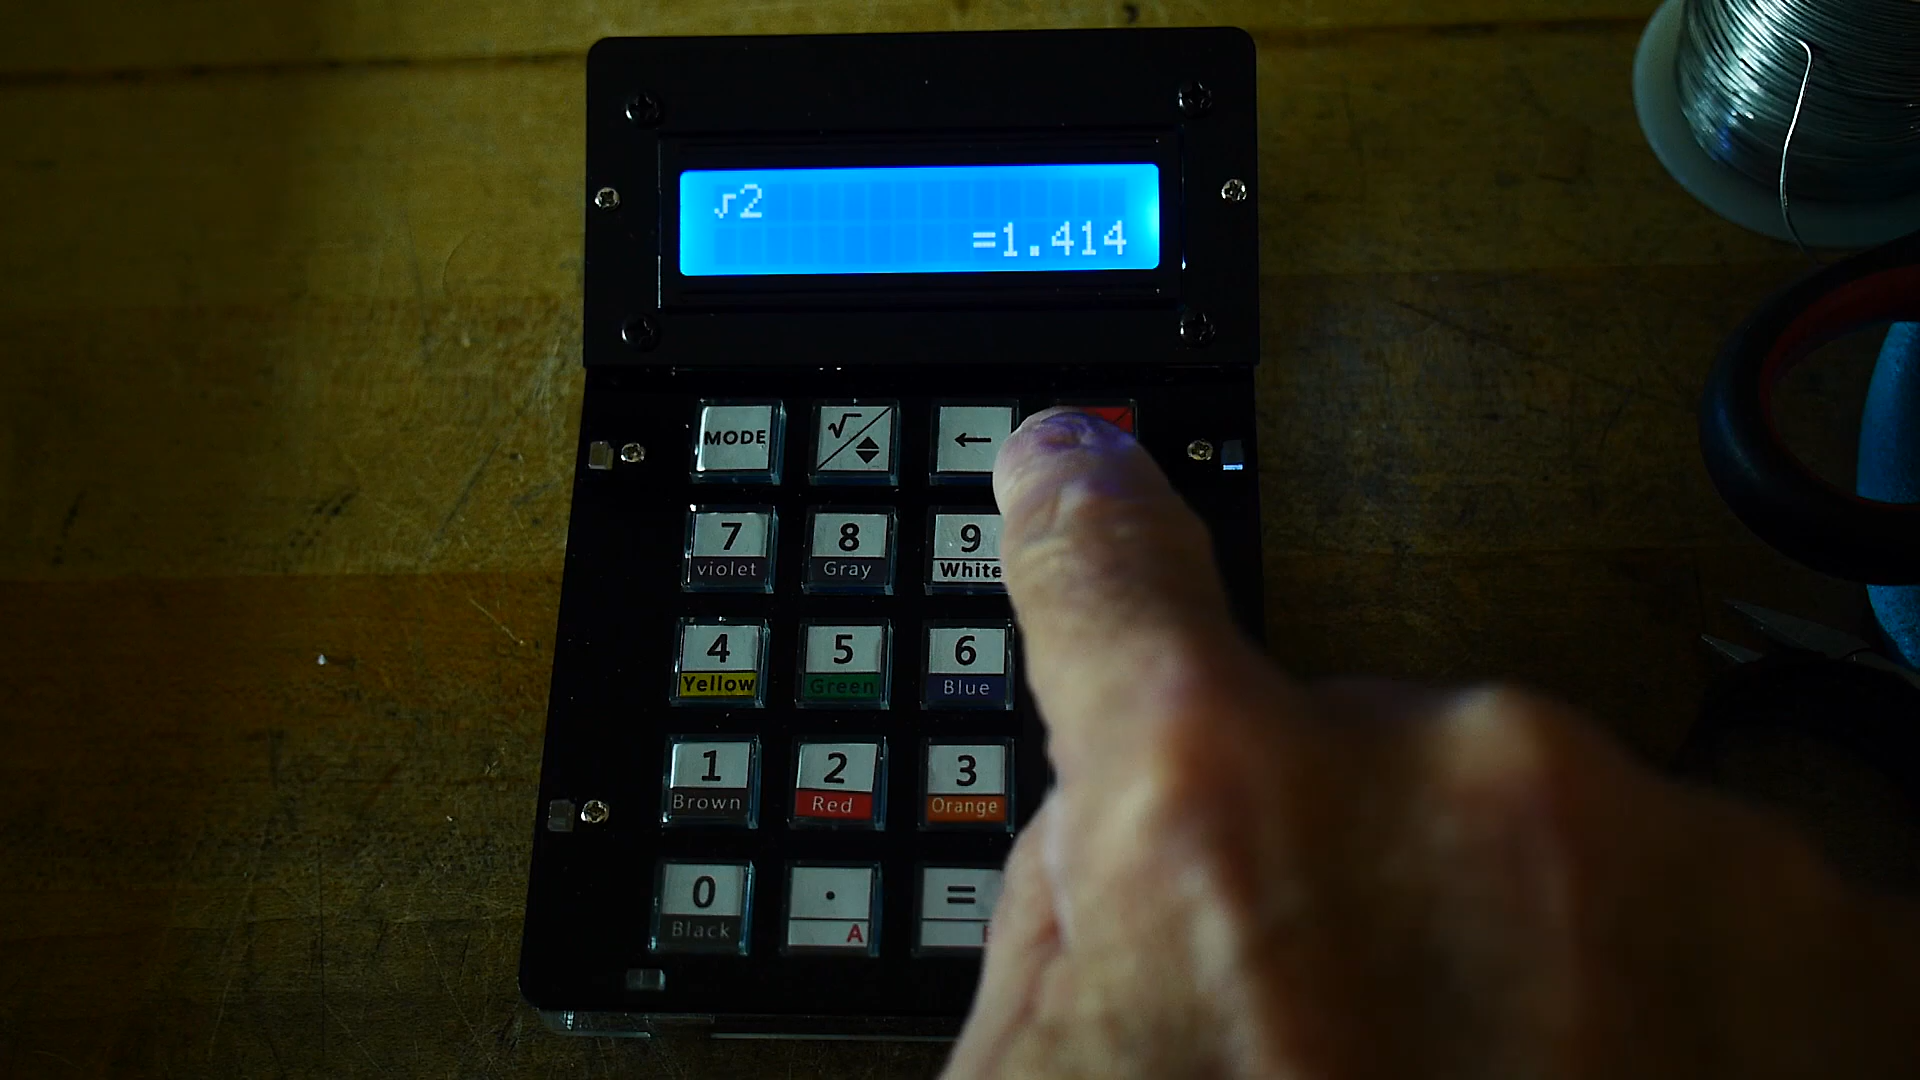 √2
=1.414
MODE √ ←
7 8 9
violet Gray White
4 5 6
Yellow Green Blue
1 2 3
Brown Red Orange
0 . =
Black A